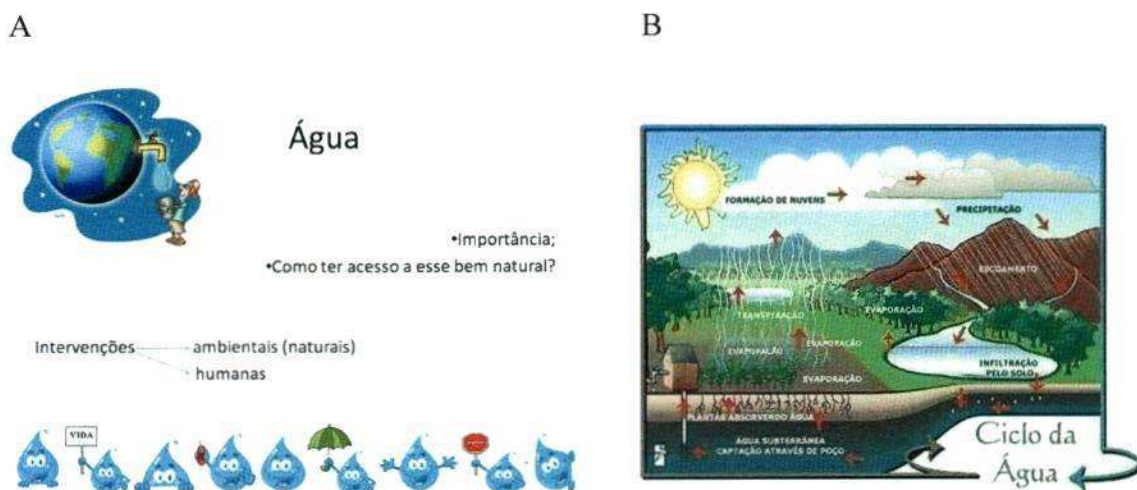 A
Água
•Importância;
•Como ter acesso a esse bem natural?
Intervenções
ambientais (naturais)
humanas
VIDA
B
FORMAÇÃO DE NUVENS
PRECIPITAÇÃO
ESCOAMENTO
TRANSPIRAÇÃO
EVAPORAÇÃO
EVAPORAÇÃO
EVAPORAÇÃO
EVAPORAÇÃO
INFILTRAÇÃO
PELO SOLO
PLANTAS ABSORVENDO ÁGUA
ÁGUA SUBTERRÂNEA
CAPTAÇÃO ATRAVÉS DE POÇO
Ciclo da
Água